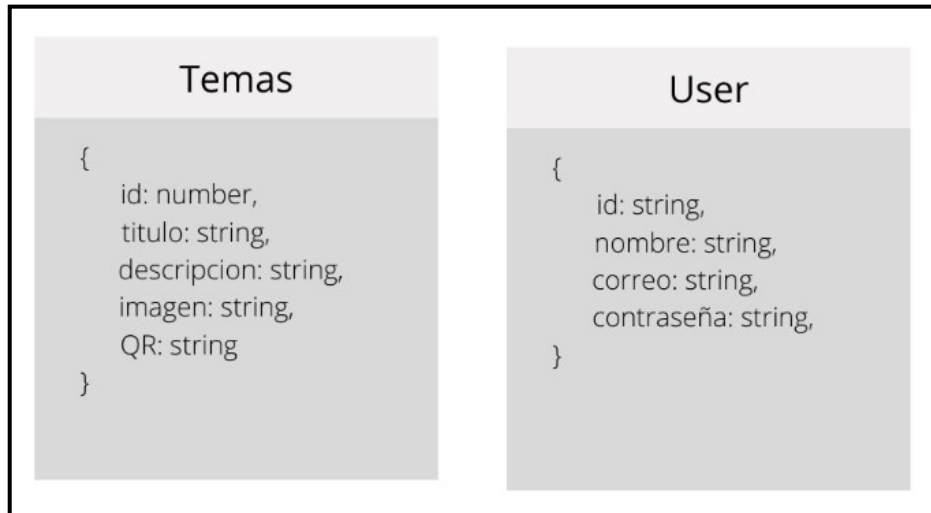 Temas
{
id: number,
titulo: string,
descripcion: string,
imagen: string,
QR: string
}
User
{
id: string,
nombre: string,
correo: string,
contraseña: string,
}